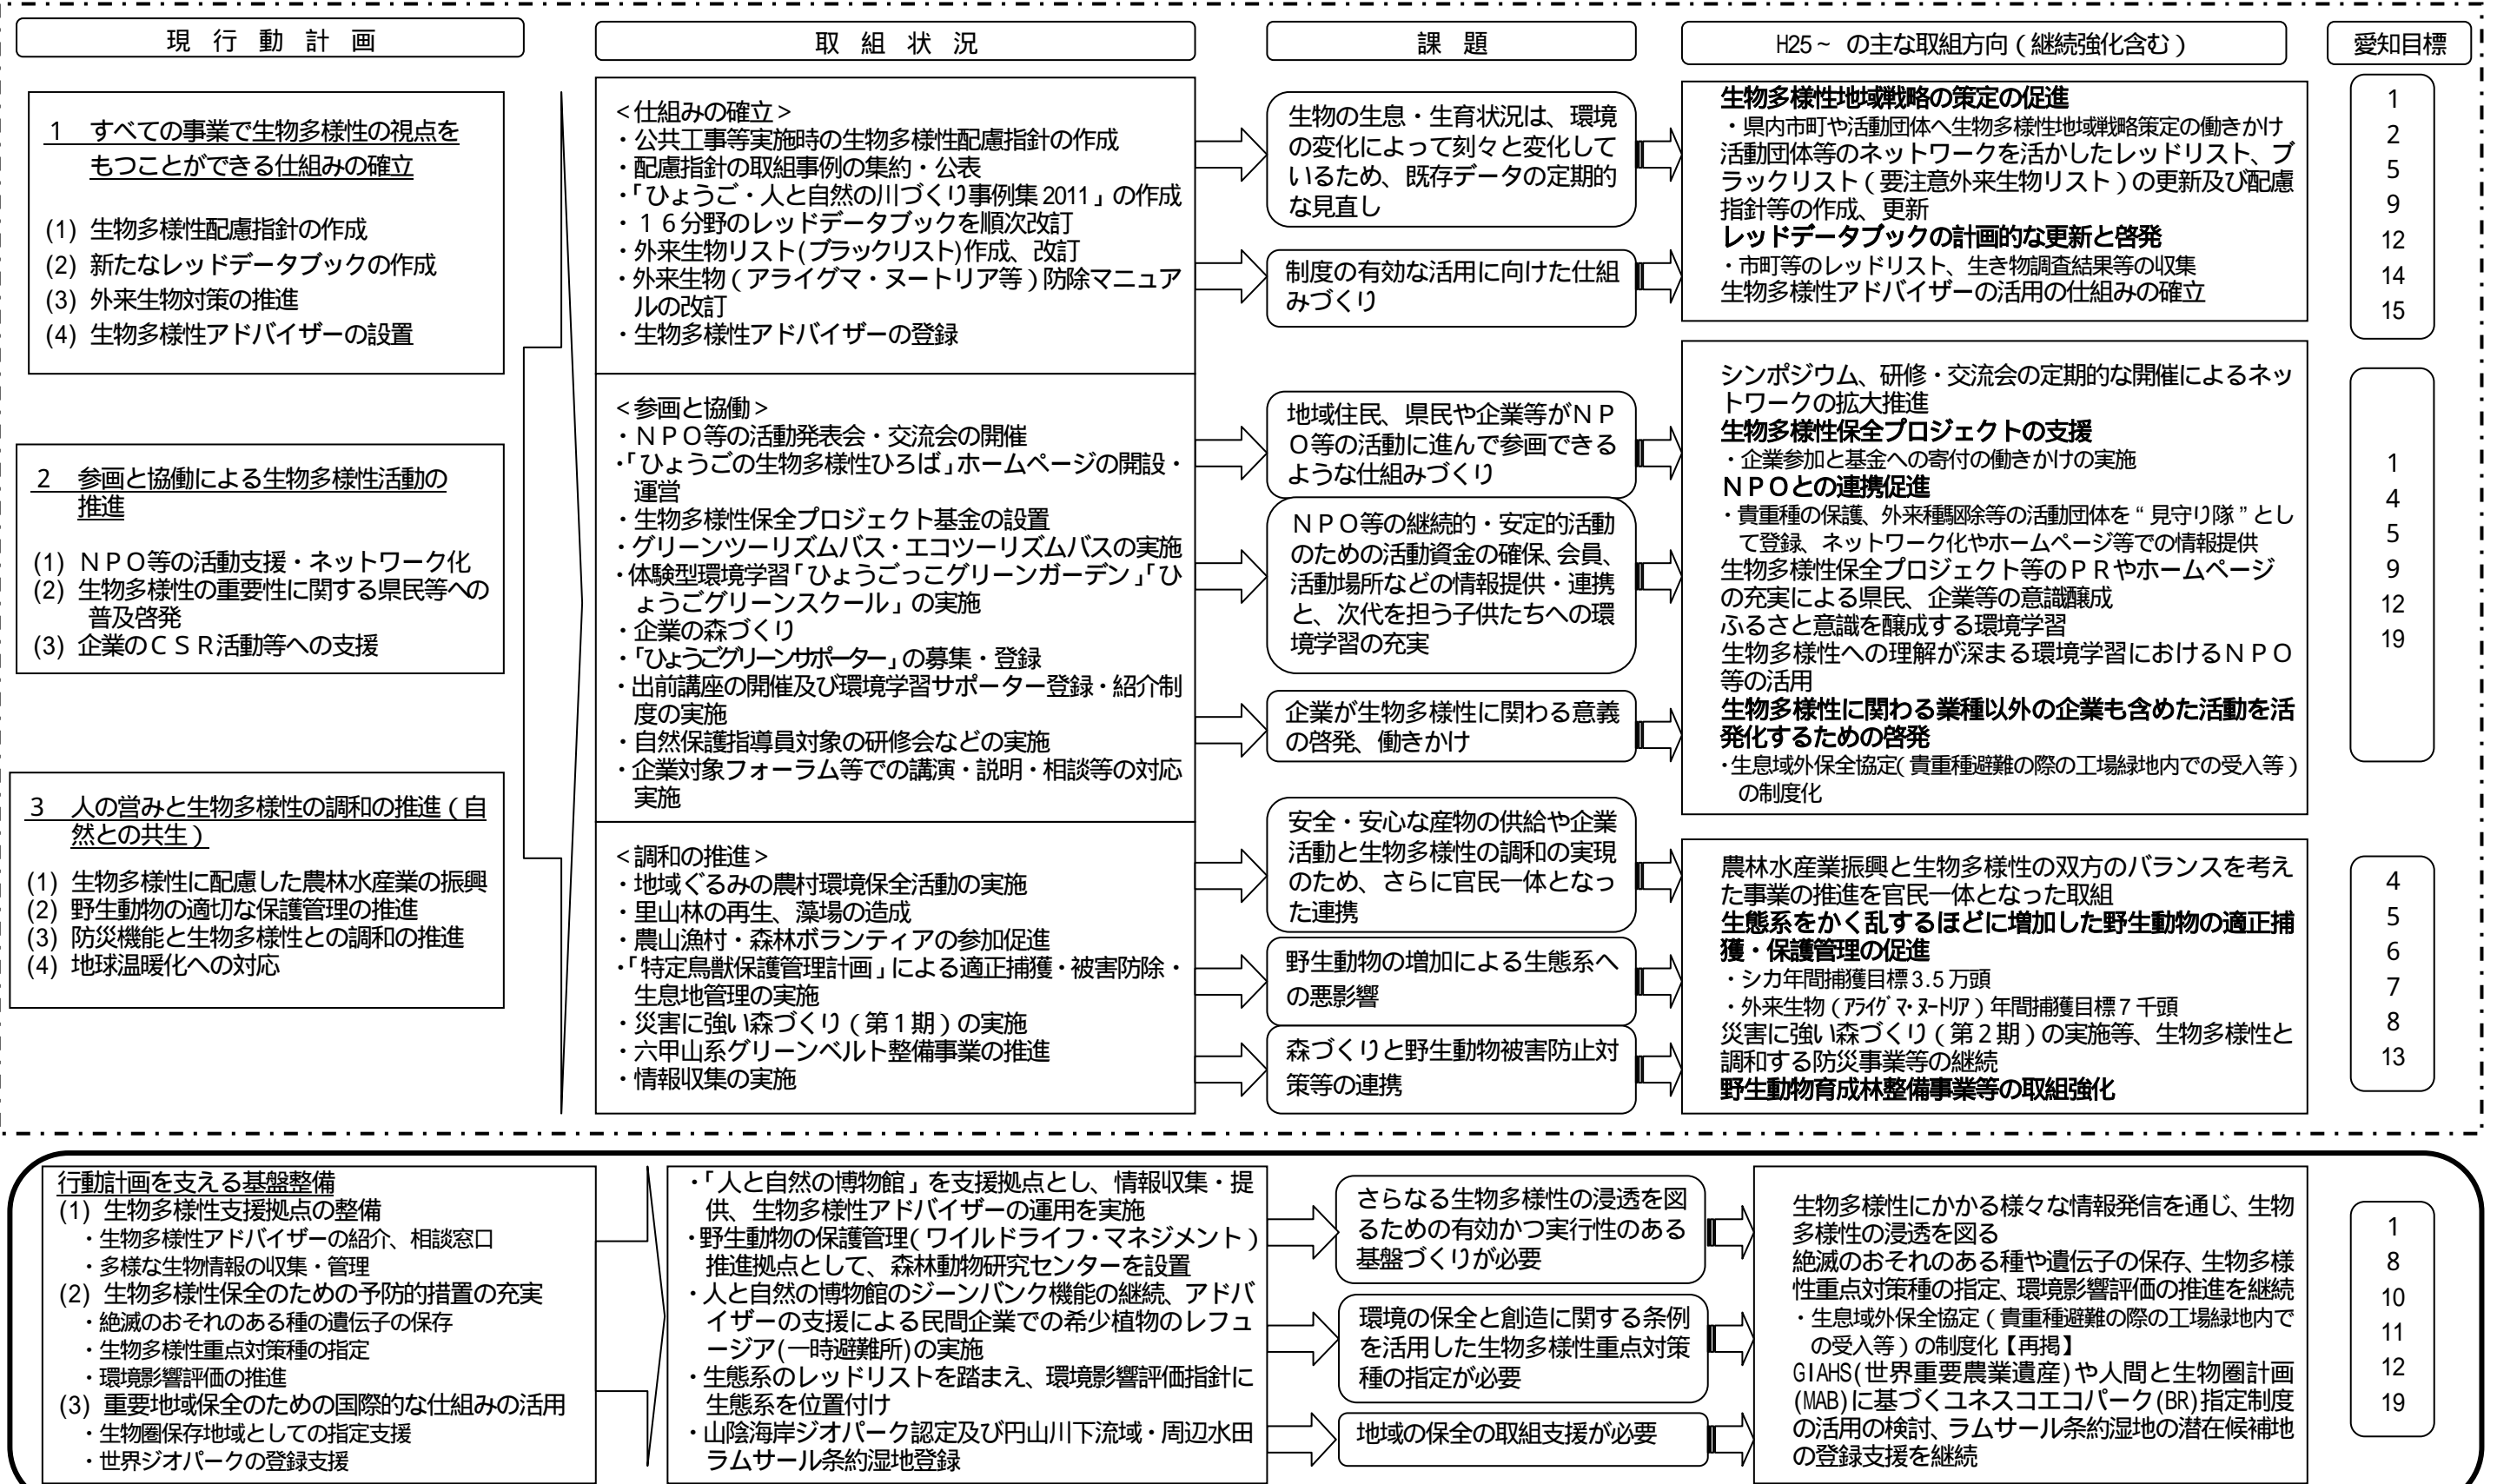 現 行 動 計 画
取 組 状 況
課 題
H25～ の主な取組方向（継続強化含む）
愛知目標
1 すべての事業で生物多様性の視点を
もつことができる仕組みの確立
(1) 生物多様性配慮指針の作成
(2) 新たなレッドデータブックの作成
(3) 外来生物対策の推進
(4) 生物多様性アドバイザーの設置
2 参画と協働による生物多様性活動の
推進
(1) ＮＰＯ等の活動支援・ネットワーク化
(2) 生物多様性の重要性に関する県民等への
普及啓発
(3) 企業のＣＳＲ活動等への支援
3 人の営みと生物多様性の調和の推進（自
然との共生）
(1) 生物多様性に配慮した農林水産業の振興
(2) 野生動物の適切な保護管理の推進
(3) 防災機能と生物多様性との調和の推進
(4) 地球温暖化への対応
＜仕組みの確立＞
・公共工事等実施時の生物多様性配慮指針の作成
・配慮指針の取組事例の集約・公表
・「ひょうご・人と自然の川づくり事例集 2011」の作成
・１６分野のレッドデータブックを順次改訂
・外来生物リスト(ブラックリスト)作成、改訂
・外来生物（アライグマ・ヌートリア等）防除マニュア
ルの改訂
・生物多様性アドバイザーの登録
＜参画と協働＞
・ＮＰＯ等の活動発表会・交流会の開催
・「ひょうごの生物多様性ひろば」ホームページの開設・
運営
・生物多様性保全プロジェクト基金の設置
・グリーンツーリズムバス・エコツーリズムバスの実施
・体験型環境学習「ひょうごっこグリーンガーデン」「ひ
ょうごグリーンスクール」の実施
・企業の森づくり
・「ひょうごグリーンサポーター」の募集・登録
・出前講座の開催及び環境学習サポーター登録・紹介制
度の実施
・自然保護指導員対象の研修会などの実施
・企業対象フォーラム等での講演・説明・相談等の対応
実施
＜調和の推進＞
・地域ぐるみの農村環境保全活動の実施
・里山林の再生、藻場の造成
・農山漁村・森林ボランティアの参加促進
・「特定鳥獣保護管理計画」による適正捕獲・被害防除・
生息地管理の実施
・災害に強い森づくり（第１期）の実施
・六甲山系グリーンベルト整備事業の推進
・情報収集の実施
生物の生息・生育状況は、環境
の変化によって刻々と変化して
いるため、既存データの定期的
な見直し
制度の有効な活用に向けた仕組
みづくり
地域住民、県民や企業等がＮＰ
Ｏ等の活動に進んで参画できる
ような仕組みづくり
ＮＰＯ等の継続的・安定的活動
のための活動資金の確保、会員、
活動場所などの情報提供・連携
と、次代を担う子供たちへの環
境学習の充実
企業が生物多様性に関わる意義
の啓発、働きかけ
安全・安心な産物の供給や企業
活動と生物多様性の調和の実現
のため、さらに官民一体となっ
た連携
野生動物の増加による生態系へ
の悪影響
森づくりと野生動物被害防止対
策等の連携
生物多様性地域戦略の策定の促進
・県内市町や活動団体へ生物多様性地域戦略策定の働きかけ
活動団体等のネットワークを活かしたレッドリスト、ブ
ラックリスト（要注意外来生物リスト）の更新及び配慮
指針等の作成、更新
レッドデータブックの計画的な更新と啓発
・市町等のレッドリスト、生き物調査結果等の収集
生物多様性アドバイザーの活用の仕組みの確立
シンポジウム、研修・交流会の定期的な開催によるネッ
トワークの拡大推進
生物多様性保全プロジェクトの支援
・企業参加と基金への寄付の働きかけの実施
ＮＰＯとの連携促進
・貴重種の保護、外来種駆除等の活動団体を“見守り隊”とし
て登録、ネットワーク化やホームページ等での情報提供
生物多様性保全プロジェクト等のＰＲやホームページ
の充実による県民、企業等の意識醸成
ふるさと意識を醸成する環境学習
生物多様性への理解が深まる環境学習におけるＮＰＯ
等の活用
生物多様性に関わる業種以外の企業も含めた活動を活
発化するための啓発
・生息域外保全協定（貴重種避難の際の工場緑地内での受入等）
の制度化
農林水産業振興と生物多様性の双方のバランスを考え
た事業の推進を官民一体となった取組
生態系をかく乱するほどに増加した野生動物の適正捕
獲・保護管理の促進
・シカ年間捕獲目標 3.5 万頭
・外来生物（ｱﾗｲｸﾞﾏ・ﾇｰﾄﾘｱ）年間捕獲目標７千頭
災害に強い森づくり（第２期）の実施等、生物多様性と
調和する防災事業等の継続
野生動物育成林整備事業等の取組強化
1
2
5
9
12
14
15
1
4
5
9
12
19
4
5
6
7
8
13
行動計画を支える基盤整備
(1) 生物多様性支援拠点の整備
・生物多様性アドバイザーの紹介、相談窓口
・多様な生物情報の収集・管理
(2) 生物多様性保全のための予防的措置の充実
・絶滅のおそれのある種の遺伝子の保存
・生物多様性重点対策種の指定
・環境影響評価の推進
(3) 重要地域保全のための国際的な仕組みの活用
・生物圏保存地域としての指定支援
・世界ジオパークの登録支援
・「人と自然の博物館」を支援拠点とし、情報収集・提
供、生物多様性アドバイザーの運用を実施
・野生動物の保護管理（ワイルドライフ・マネジメント）
推進拠点として、森林動物研究センターを設置
・人と自然の博物館のジーンバンク機能の継続、アドバ
イザーの支援による民間企業での希少植物のレフュ
ージア(一時避難所)の実施
・生態系のレッドリストを踏まえ、環境影響評価指針に
生態系を位置付け
・山陰海岸ジオパーク認定及び円山川下流域・周辺水田
ラムサール条約湿地登録
さらなる生物多様性の浸透を図
るための有効かつ実行性のある
基盤づくりが必要
環境の保全と創造に関する条例
を活用した生物多様性重点対策
種の指定が必要
地域の保全の取組支援が必要
生物多様性にかかる様々な情報発信を通じ、生物
多様性の浸透を図る
絶滅のおそれのある種や遺伝子の保存、生物多様
性重点対策種の指定、環境影響評価の推進を継続
・生息域外保全協定（貴重種避難の際の工場緑地内で
の受入等）の制度化【再掲】
GIAHS(世界重要農業遺産)や人間と生物圏計画
(MAB)に基づくユネスコエコパーク(BR)指定制度
の活用の検討、ラムサール条約湿地の潜在候補地
の登録支援を継続
1
8
10
11
12
19